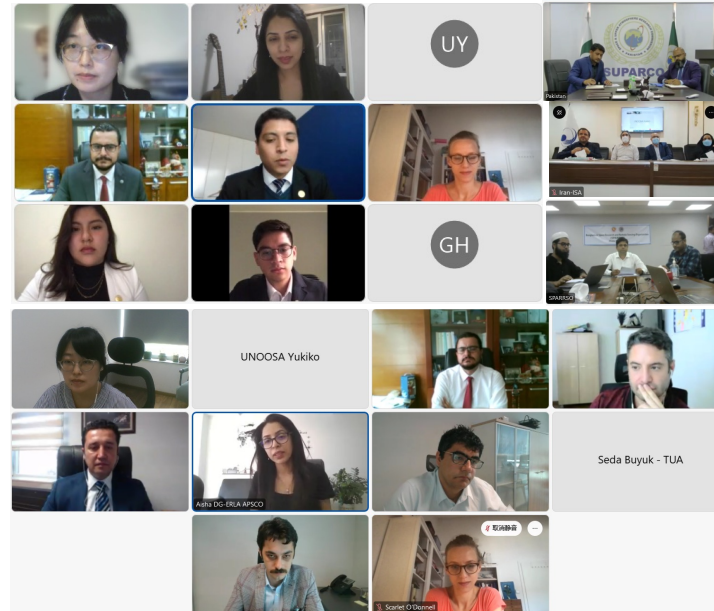 UY
SUPARCO
Pakistan
Iran-ISA
GH
SPARRSO
UNOOSA Yukiko
Aisha DG-ERLA APSCO
Seda Buyuk - TUA
取消静音
Scarlet O'Donnell